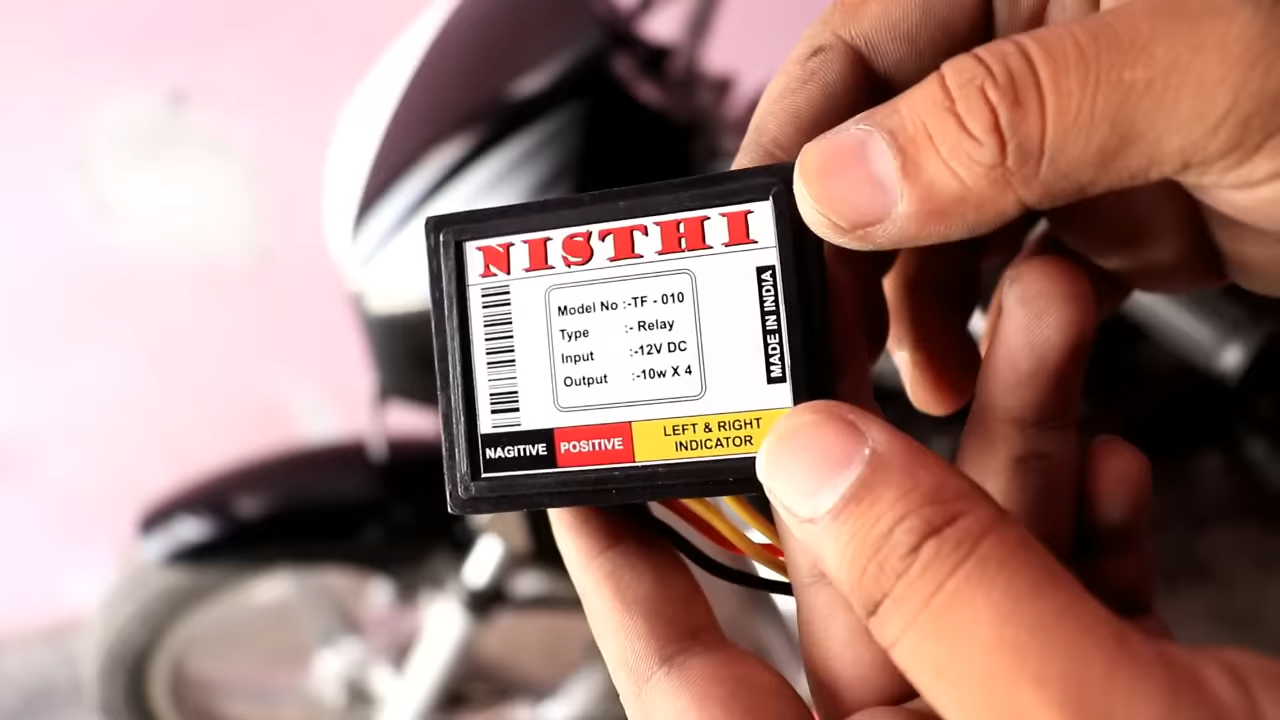 NISTHI
Model No :-TF - 010
Type :- Relay
Input :-12V DC
Output :-10w X 4
MADE IN INDIA
NAGITIVE
POSITIVE
LEFT & RIGHT
INDICATOR